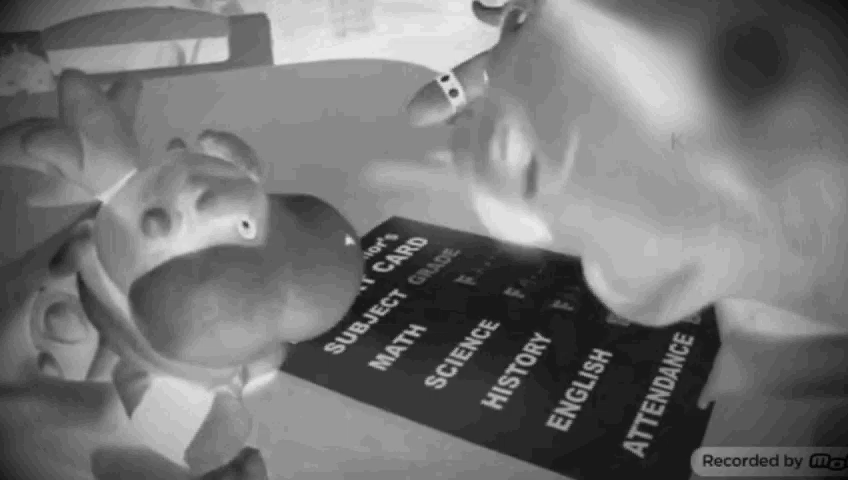 CARD
SUBJECT GRADE
MATH F
SCIENCE F
HISTORY F
ENGLISH
ATTENDANCE
Recorded by